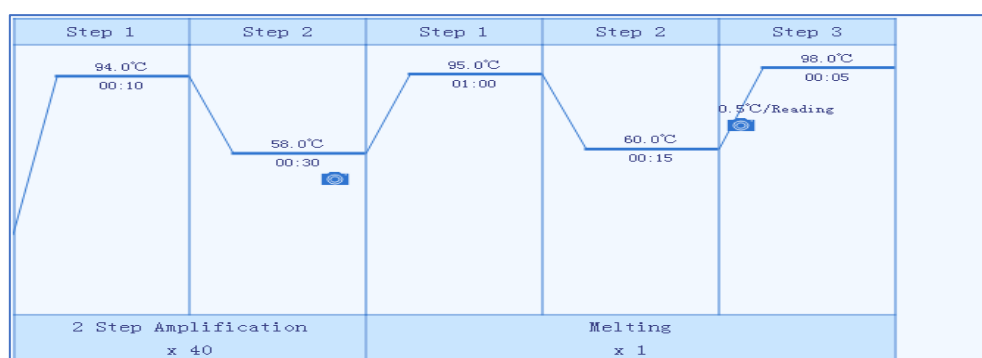 Step 1 Step 2 Step 1 Step 2 Step 3
94.0℃
00:10
58.0℃
00:30
95.0℃
01:00
60.0℃
00:15
98.0℃
00:05
0.5℃/Reading
2 Step Amplification
x 40
Melting
x 1